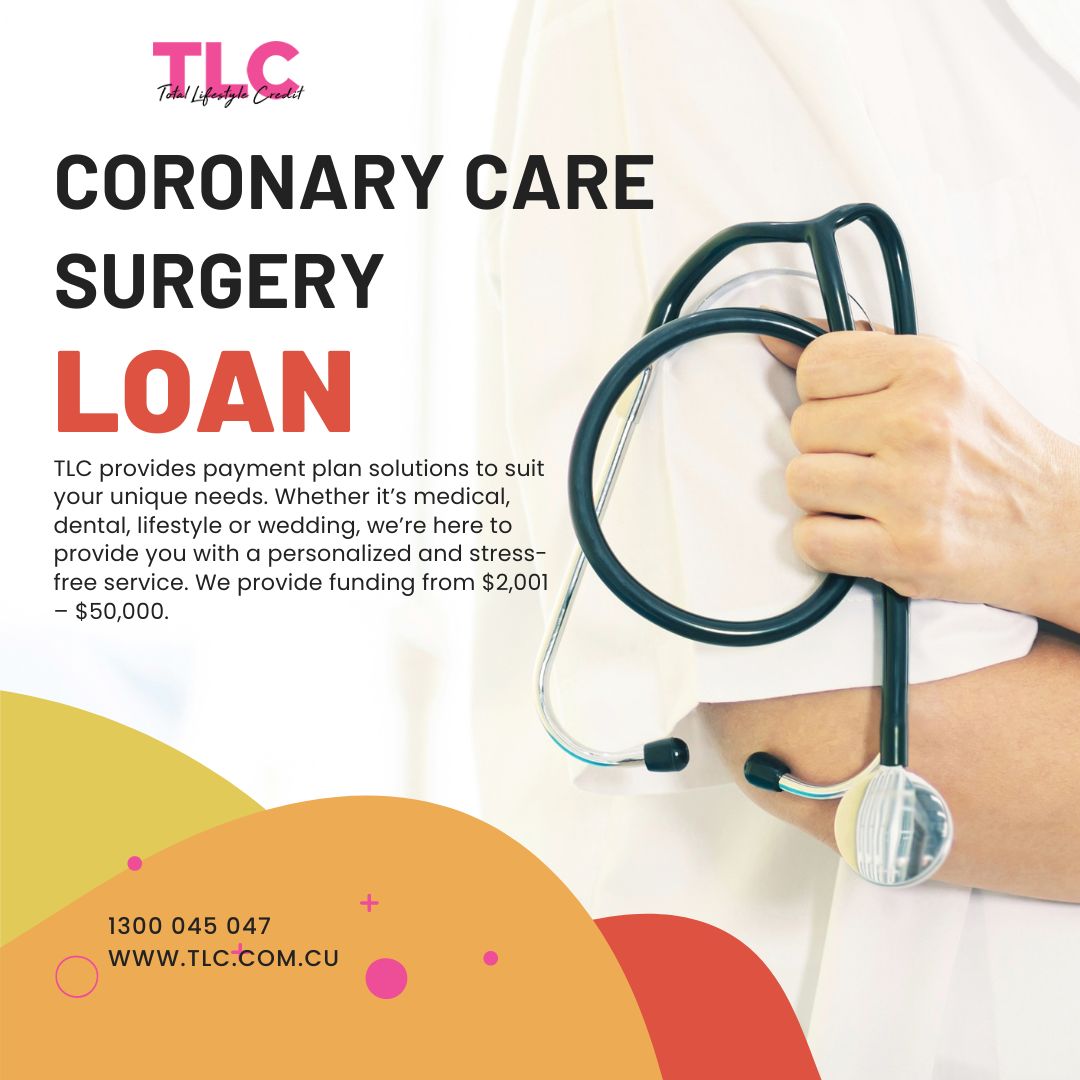 TLC
Total Lifestyle Credit
CORONARY CARE
SURGERY
LOAN
TLC provides payment plan solutions to suit
your unique needs. Whether it’s medical,
dental, lifestyle or wedding, we’re here to
provide you with a personalized and stress-
free service. We provide funding from $2,001
– $50,000.
1300 045 047
WWW.TLC.COM.CU